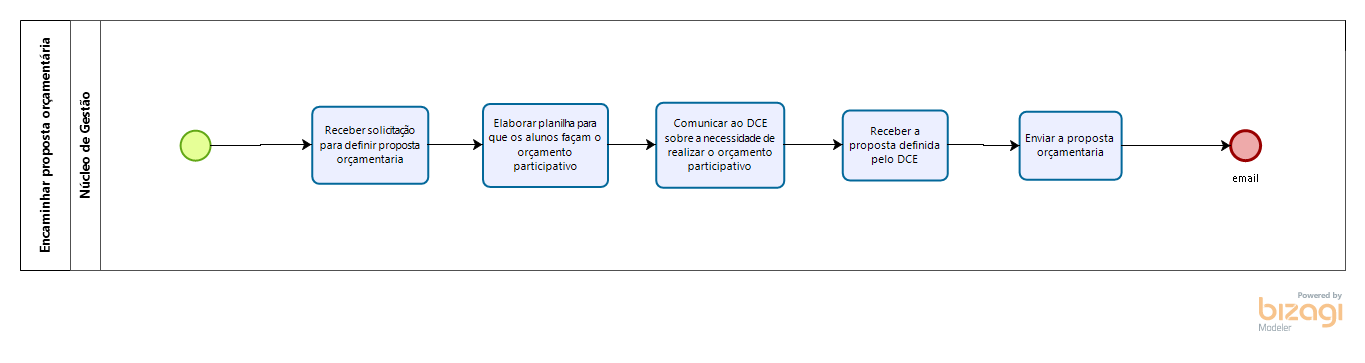 Encaminhar proposta orçamentária
Núcleo de Gestão
Receber solicitação
para definir proposta
orçamentaria
Elaborar planilha para
que os alunos façam o
orçamento
participativo
Comunicar ao DCE
sobre a necessidade de
realizar o orçamento
participativo
Receber a
proposta definida
pelo DCE
Enviar a proposta
orçamentaria
email
Powered by
bizagi
Modeler